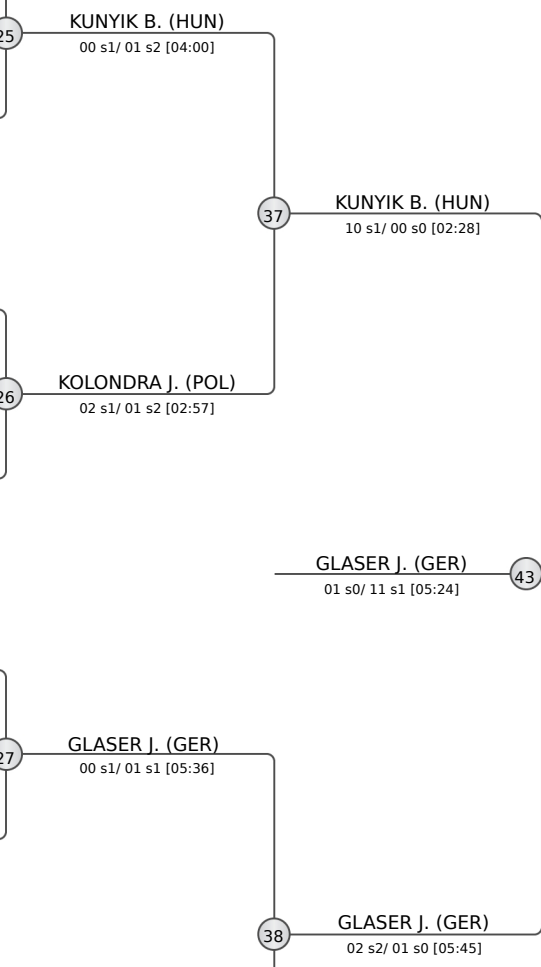 KUNYIK B. (HUN)
25
00 s1/ 01 s2 [04:00]
KUNYIK B. (HUN)
37
10 s1/ 00 s0 [02:28]
KOLONDRA J. (POL)
26
02 s1/ 01 s2 [02:57]
GLASER J. (GER)
43
01 s0/ 11 s1 [05:24]
GLASER J. (GER)
27
00 s1/ 01 s1 [05:36]
GLASER J. (GER)
38
02 s2/ 01 s0 [05:45]